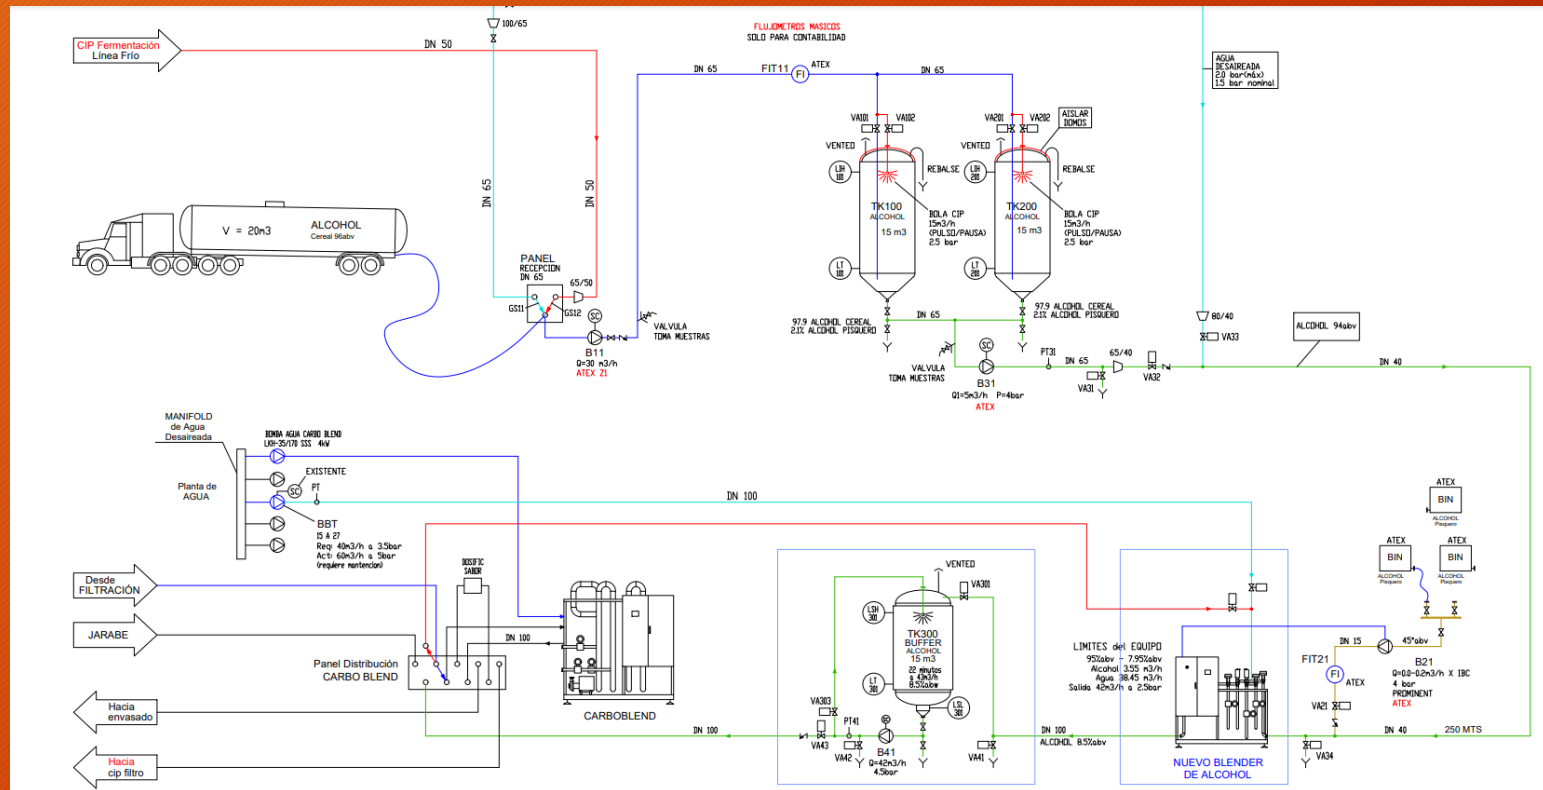 100/65
CIP Fermentación
Línea Frío
DN 50
FLUJOMETROS MASICOS
SOLO PARA CONTABILIDAD
DN 65
FIT11
FI
ATEX
DN 65
AGUA
DESAIREADA
2.0 bar(máx)
1.5 bar nominal
VA101
VA102
VA201
VA202
AISLAR
DOMOS
VENTEO
REBALSE
VENTEO
REBALSE
LIH
101
LIH
201
TK100
ALCOHOL
15 m3
TK200
ALCOHOL
15 m3
BOLA CIP
15m3/h
(PULSO/PAUSA)
2.5 bar
BOLA CIP
15m3/h
(PULSO/PAUSA)
2.5 bar
LT
101
LT
201
DN 65
DN 50
V = 20m3
ALCOHOL
Cereal 96abv
PANEL
RECEPCION
DN 65
65/50
GS11
GS12
SC
B11
Q=30 m3/h
ATEX Z1
VALVULA
TOMA MUESTRAS
97.9 ALCOHOL CEREAL
2.1% ALCOHOL PISQUERO
DN 65
97.9 ALCOHOL CEREAL
2.1% ALCOHOL PISQUERO
VALVULA
TOMA MUESTRAS
SC
B31
Q1=5m3/h P=4bar
ATEX
PT31
DN 65
65/40
VA31
VA32
80/40
VA33
ALCOHOL 94abv
DN 40
MANIFOLD
de Agua
Desaireada
BOMBA AGUA CARBO BLEND
LKH-35/170 SSS 4kW
Planta de
AGUA
EXISTENTE
SC
PT
BBT
15 A 27
Req: 40m3/h a 3.5bar
Act: 60m3/h a 5bar
(requiere mantencion)
DN 100
Desde
FILTRACIÓN
JARABE
DOSIFIC
SABOR
Panel Distribución
CARBO BLEND
DN 100
CARBOBLEND
Hacia
envasado
Hacia
cip filtro
DN 100
VENTEO
VA301
LSH
301
TK300
BUFFER
ALCOHOL
15 m3
22 minutos
a 43m3/h
8.5%abw
LT
301
LSL
301
VA303
PT41
VA43
VA42
SC
B41
Q=42m3/h
4.5bar
VA41
DN 100
ALCOHOL 8.5%abv
LIMITES del EQUIPO
95%abv - 7.95%abv
Alcohol 3.55 m3/h
Agua 38.45 m3/h
Salida 42m3/h a 2.5bar
NUEVO BLENDER
DE ALCOHOL
ATEX
BIN
ALCOHOL
Pisquero
ATEX
BIN
ALCOHOL
Pisquero
ATEX
BIN
ALCOHOL
Pisquero
DN 15
45°abv
FIT21
FI
ATEX
B21
Q=0.0-0.2m3/h X IBC
4 bar
PROMINENT
ATEX
VA21
VA34
DN 40
250 MTS